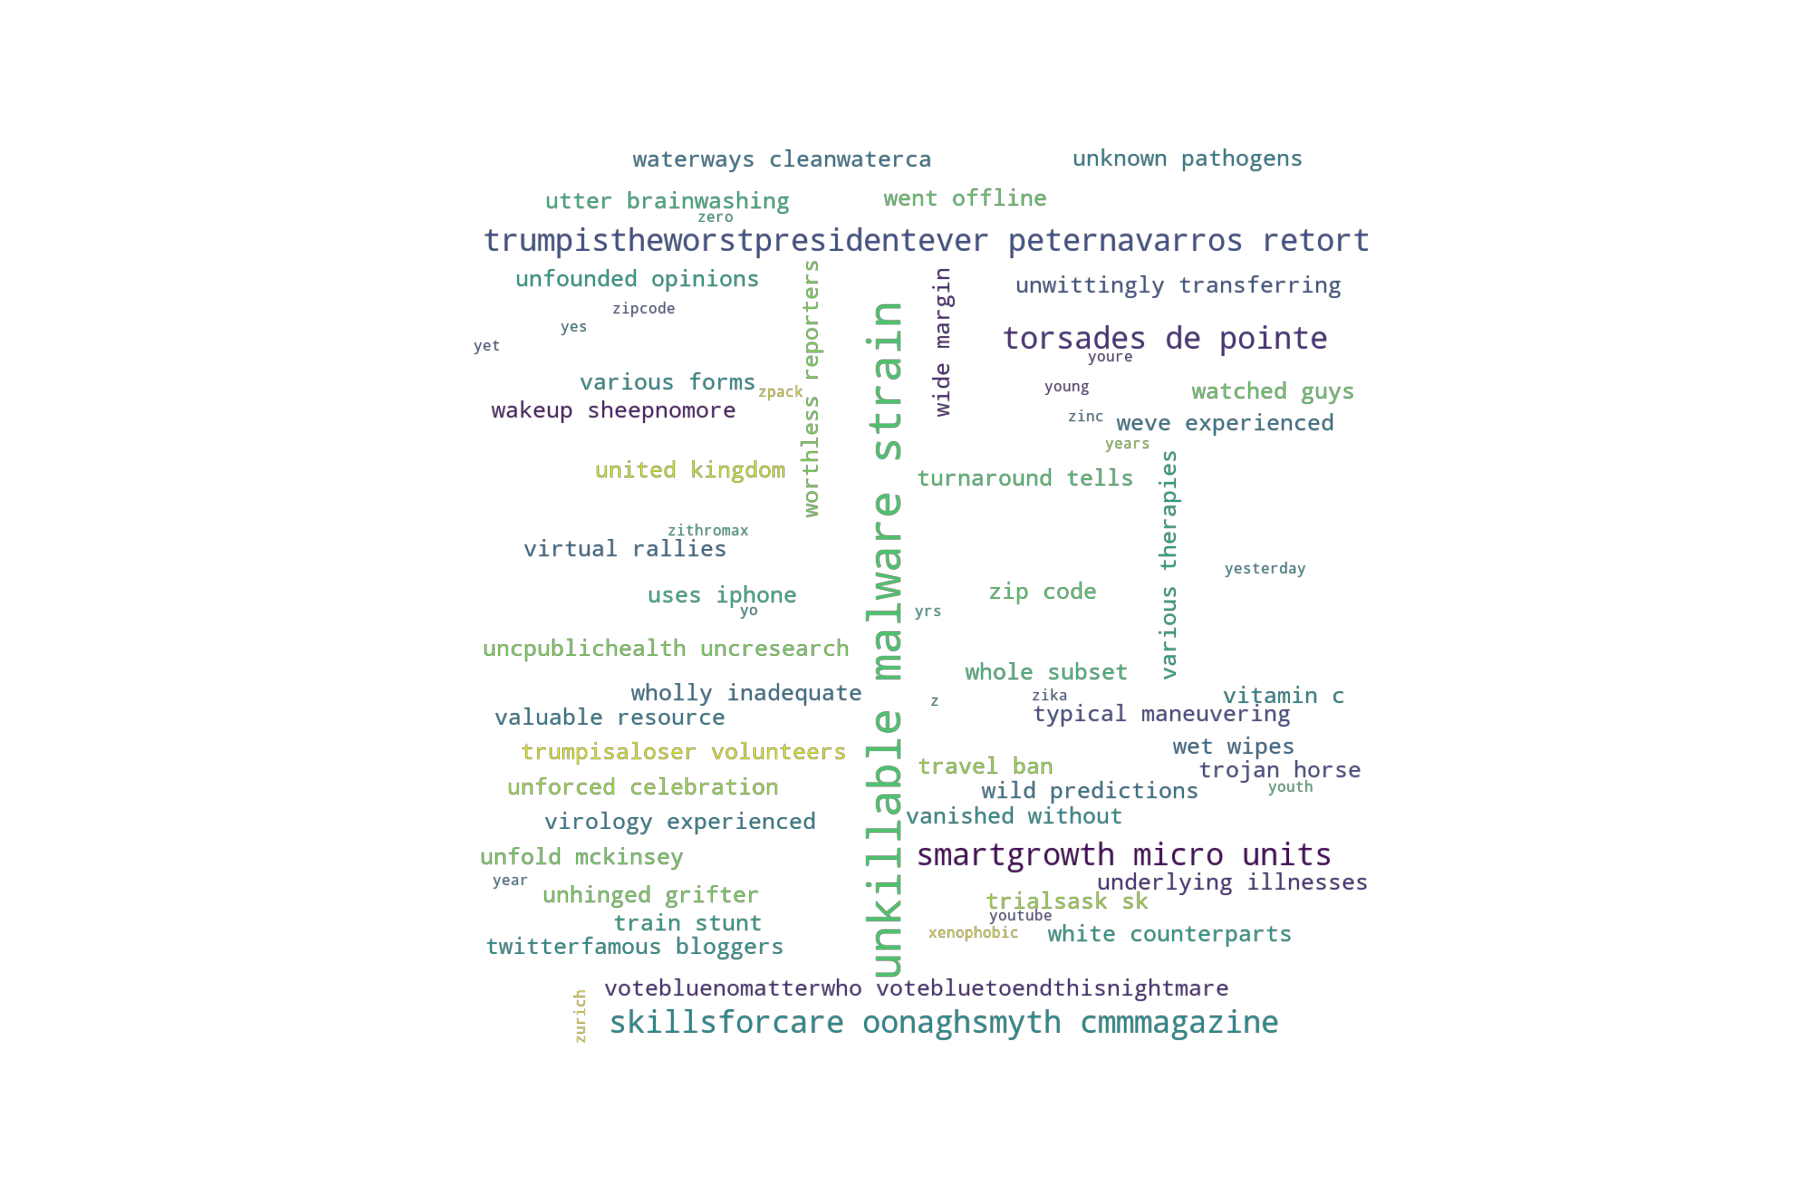 waterways cleanwaterca
unknown pathogens
utter brainwashing
went offline
zero
trumpistheworstpresidentever peternavarros retort
unfounded opinions
worthless reporters
wide margin
unwittingly transferring
zipcode
unkillable malware strain
yes
torsades de pointe
yet
youre
various forms
zpack
young
watched guys
wakeup sheepnomore
zinc
weve experienced
years
united kingdom
turnaround tells
various therapies
zithromax
virtual rallies
yesterday
uses iphone
zip code
yo
yrs
uncpublichealth uncresearch
whole subset
wholly inadequate
z
zika
vitamin c
valuable resource
typical maneuvering
trumpisaloser volunteers
wet wipes
travel ban
trojan horse
unforced celebration
wild predictions
youth
virology experienced
vanished without
unfold mckinsey
smartgrowth micro units
year
underlying illnesses
unhinged grifter
trialsask sk
train stunt
youtube
twitterfamous bloggers
xenophobic
white counterparts
votebluenomatterwho votebluetoendthisnightmare
zurich
skillsforcare oonaghsmyth cmmmagazine